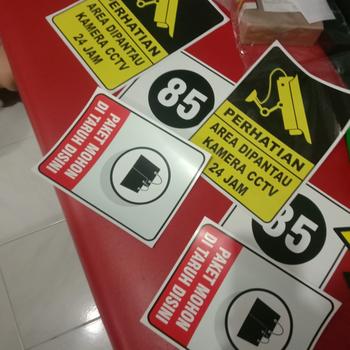 PERHATIAN
AREA DIPANTAU
KAMERA CCTV
24 JAM
85
PERHATIAN
AREA DIPANTAU
KAMERA CCTV
24 JAM
PAKET MOHON
DI TARUH DISINI
85
PAKET MOHON
DI TARUH DISINI